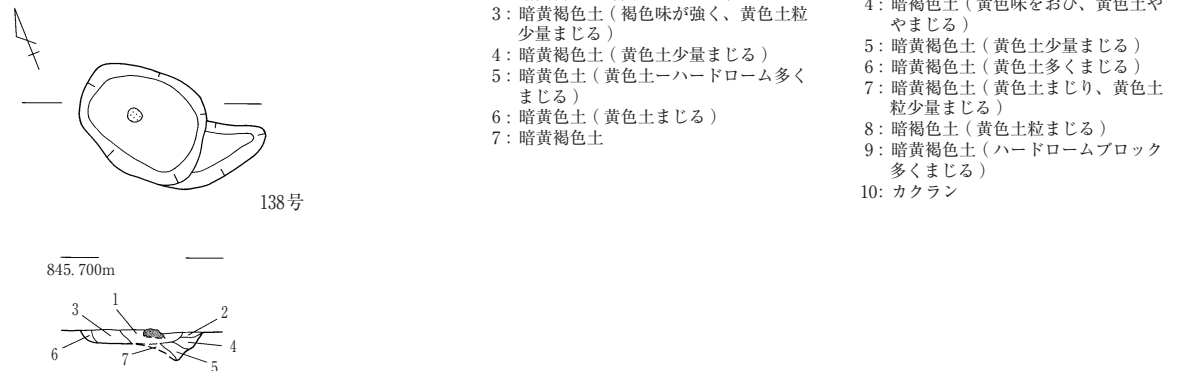 3：暗黄褐色土（褐色味が強く、黄色土粒
少量まじる）
4：暗黄褐色土（黄色土少量まじる）
5：暗黄色土（黄色土ーハードローム多く
まじる）
6：暗黄色土（黄色土まじる）
7：暗黄褐色土
4：暗褐色土（黄色味をおび、黄色土や
やまじる）
5：暗黄褐色土（黄色土少量まじる）
6：暗黄褐色土（黄色土多くまじる）
7：暗黄褐色土（黄色土まじり、黄色土
粒少量まじる）
8：暗褐色土（黄色土粒まじる）
9：暗黄褐色土（ハードロームブロック
多くまじる）
10：カクラン
138号
845.700m
1
3
2
6
7
4
5